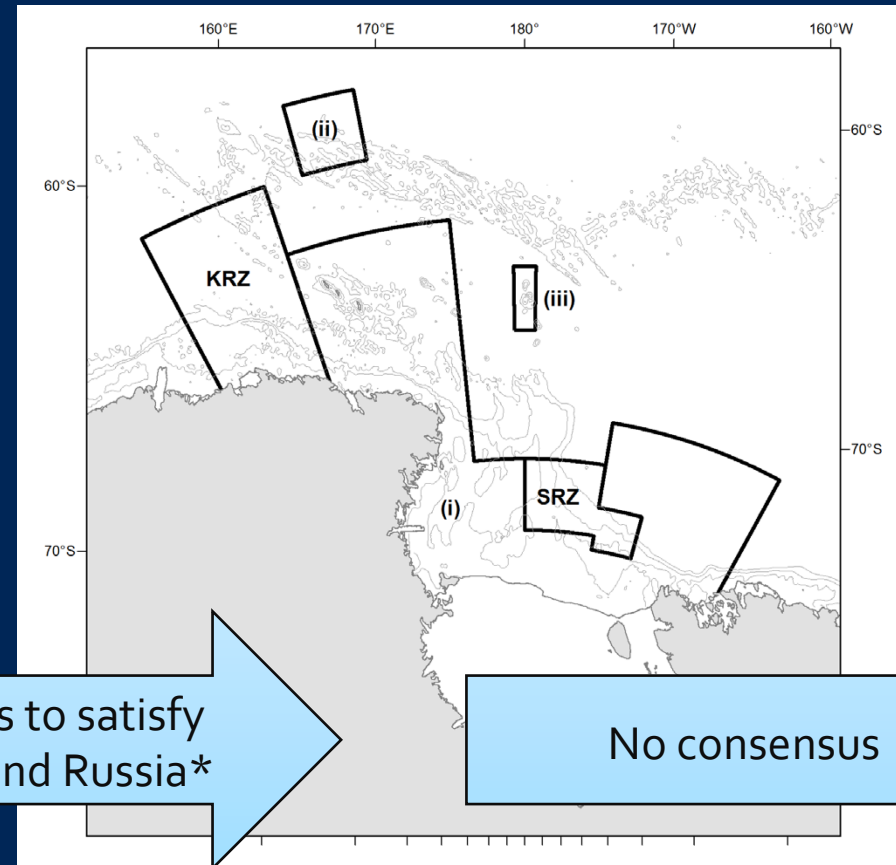 160°E 170°E 180° 170°W 160°W
(ii)
60°S
60°S
KRZ
(iii)
70°S
(i)
SRZ
70°S
s to satisfy
nd Russia*
No consensus